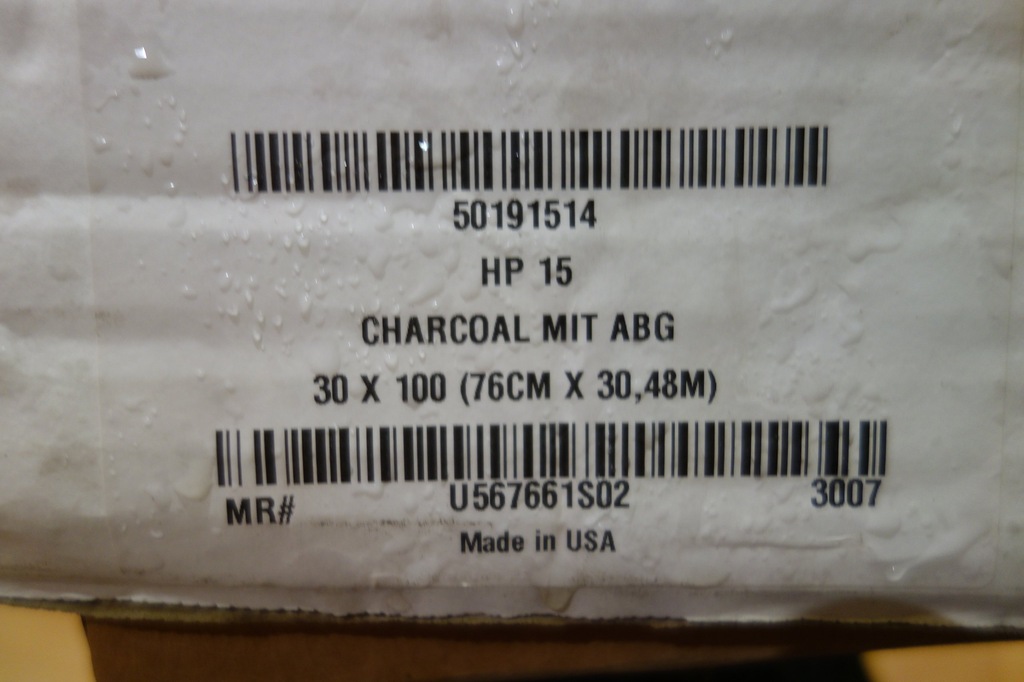 50191514
HP 15
CHARCOAL MIT ABG
30 X 100 (76CM X 30,48M)
MR# U567661S02 3007
Made in USA